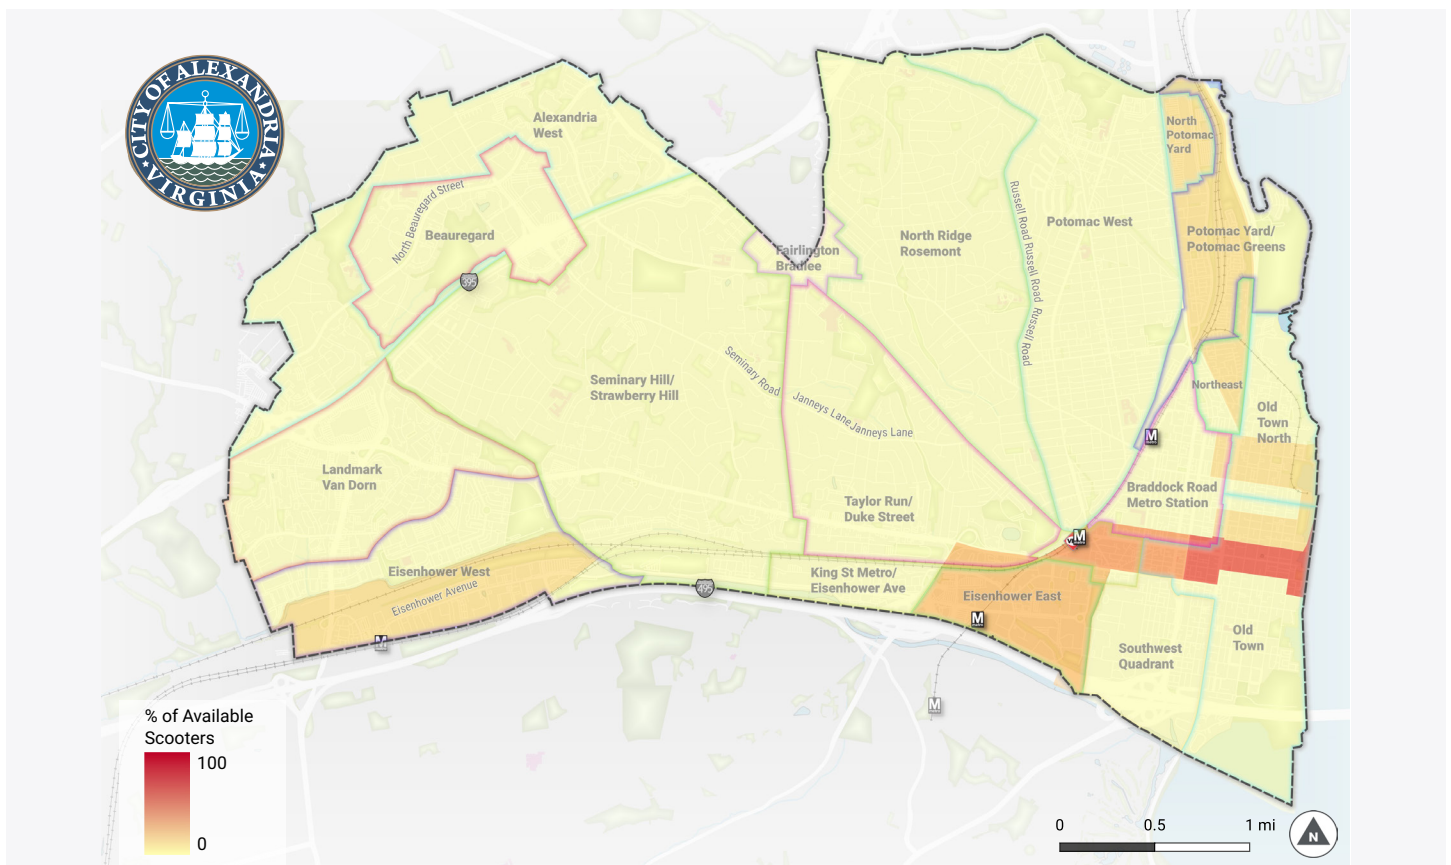 CITY OF ALEXANDRIA
VIRGINIA
Alexandria
West
North
Potomac
Yard
North Beauregard Street
Beauregard
395
Fairlington
Bradlee
North Ridge
Rosemont
Russell Road Russell Road Russell Road
Potomac West
Potomac Yard/
Potomac Greens
Seminary Hill/
Strawberry Hill
Seminary Road
Janneys Lane Janneys Lane
Northeast
Old
Town
North
M
Landmark
Van Dorn
Braddock Road
Metro Station
Taylor Run/
Duke Street
M
Eisenhower West
Eisenhower Avenue
King St Metro/
Eisenhower Ave
495
Eisenhower East
M
M
Southwest
Quadrant
Old
Town
M
% of Available
Scooters
100
0
0 0.5 1 mi
N